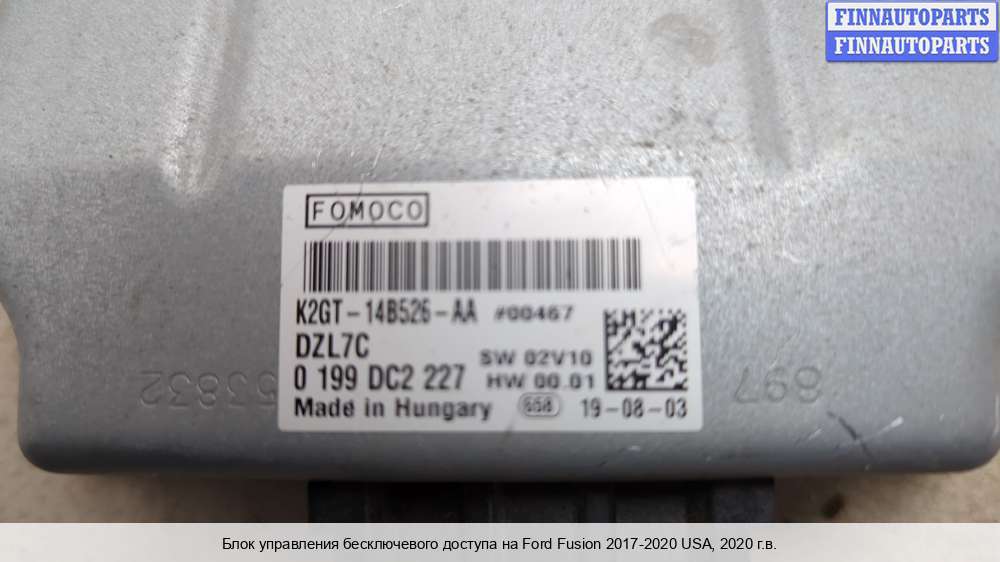 FINNAUTOPARTS
FINNAUTOPARTS
FOMOCO
K2GT-14B526-AA #00467
DZL7C
SW 02V10
0 199 DC2 227 HW 00.01
Made in Hungary 658 19-08-03
53832
897
Блок управления бесключевого доступа на Ford Fusion 2017-2020 USA, 2020 г.в.